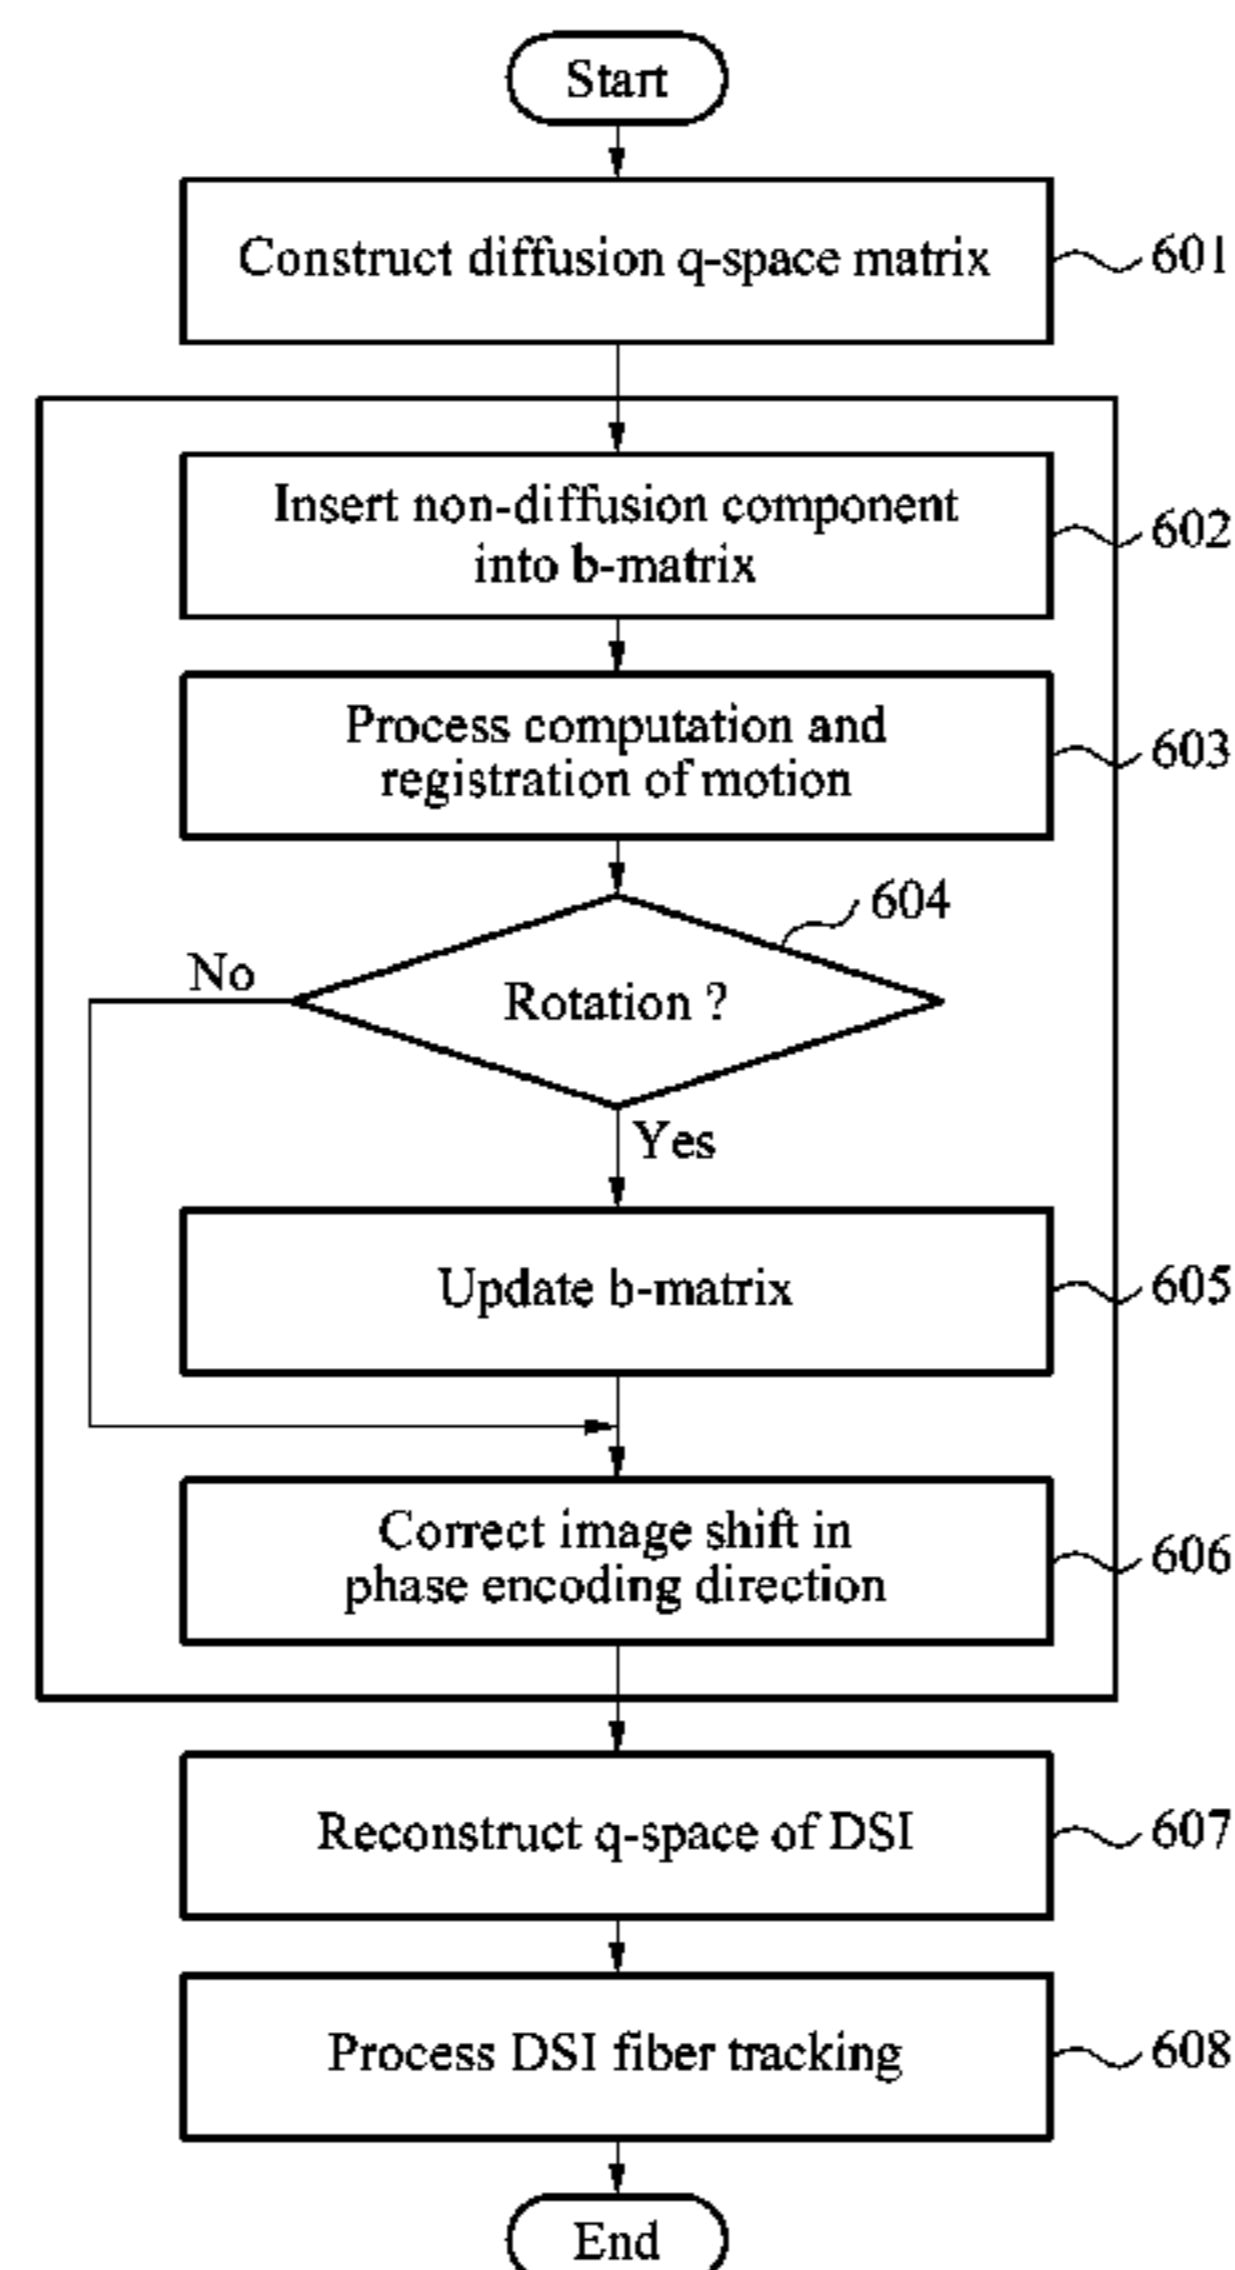 Start
Construct diffusion q-space matrix
601
Insert non-diffusion component
into b-matrix
602
Process computation and
registration of motion
603
604
No
Rotation ?
Yes
Update b-matrix
605
Correct image shift in
phase encoding direction
606
Reconstruct q-space of DSI
607
Process DSI fiber tracking
608
End